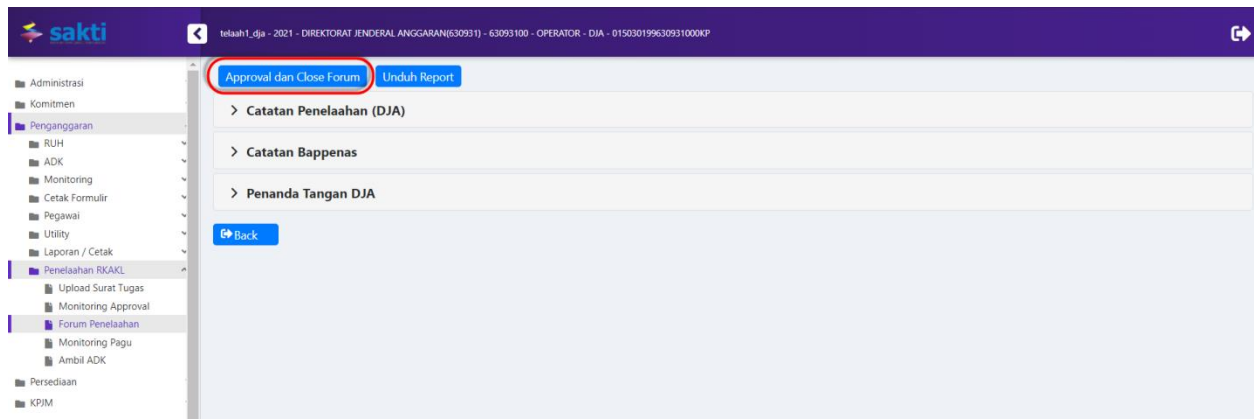 sakti
telaah1_dja - 2021 - DIREKTORAT JENDERAL ANGGARAN(630931) - 63093100 - OPERATOR - DJA - 015030199630931000KP
Administrasi
Komitmen
Penganggaran
RUH
ADK
Monitoring
Cetak Formulir
Pegawai
Utility
Laporan / Cetak
Penelaahan RKAKL
Upload Surat Tugas
Monitoring Approval
Forum Penelaahan
Monitoring Pagu
Ambil ADK
Persediaan
KPJM
Approval dan Close Forum Unduh Report
Catatan Penelaahan (DJA)
Catatan Bappenas
Penanda Tangan DJA
Back